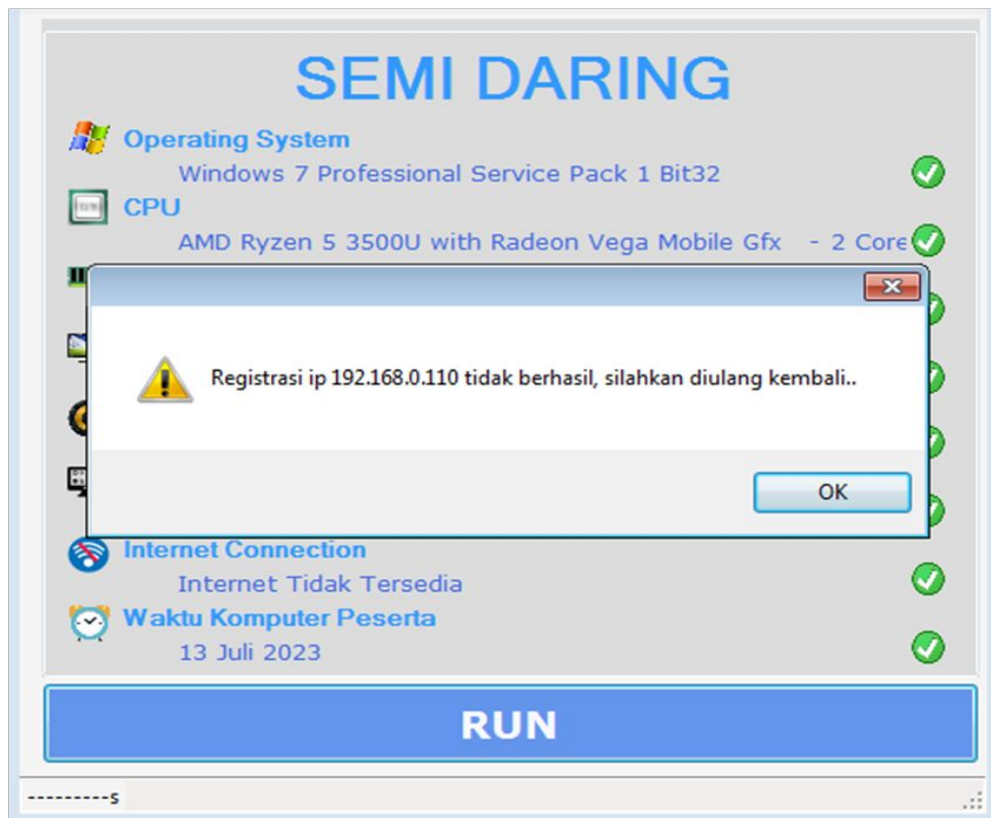 SEMI DARING
Operating System
Windows 7 Professional Service Pack 1 Bit32
CPU
AMD Ryzen 5 3500U with Radeon Vega Mobile Gfx - 2 Core
Registrasi ip 192.168.0.110 tidak berhasil, silahkan diulang kembali..
OK
Internet Connection
Internet Tidak Tersedia
Waktu Komputer Peserta
13 Juli 2023
RUN
---------s